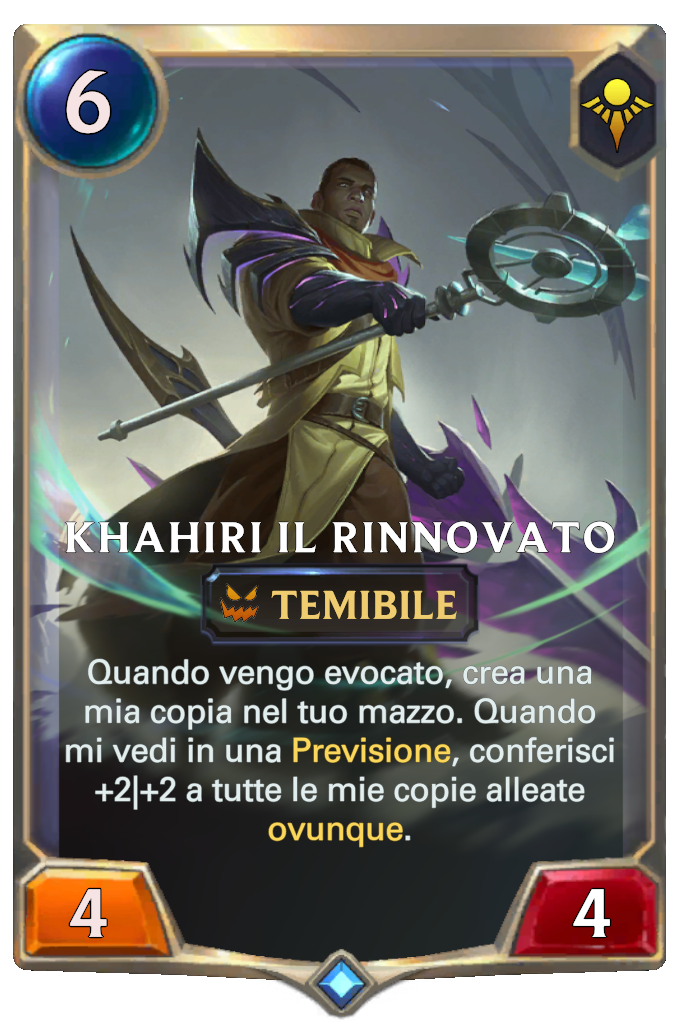 6
KHAHIRI IL RINNOVATO
TEMIBILE
Quando vengo evocato, crea una
mia copia nel tuo mazzo. Quando
mi vedi in una Previsione, conferisci
+2|+2 a tutte le mie copie alleate
ovunque.
4
4